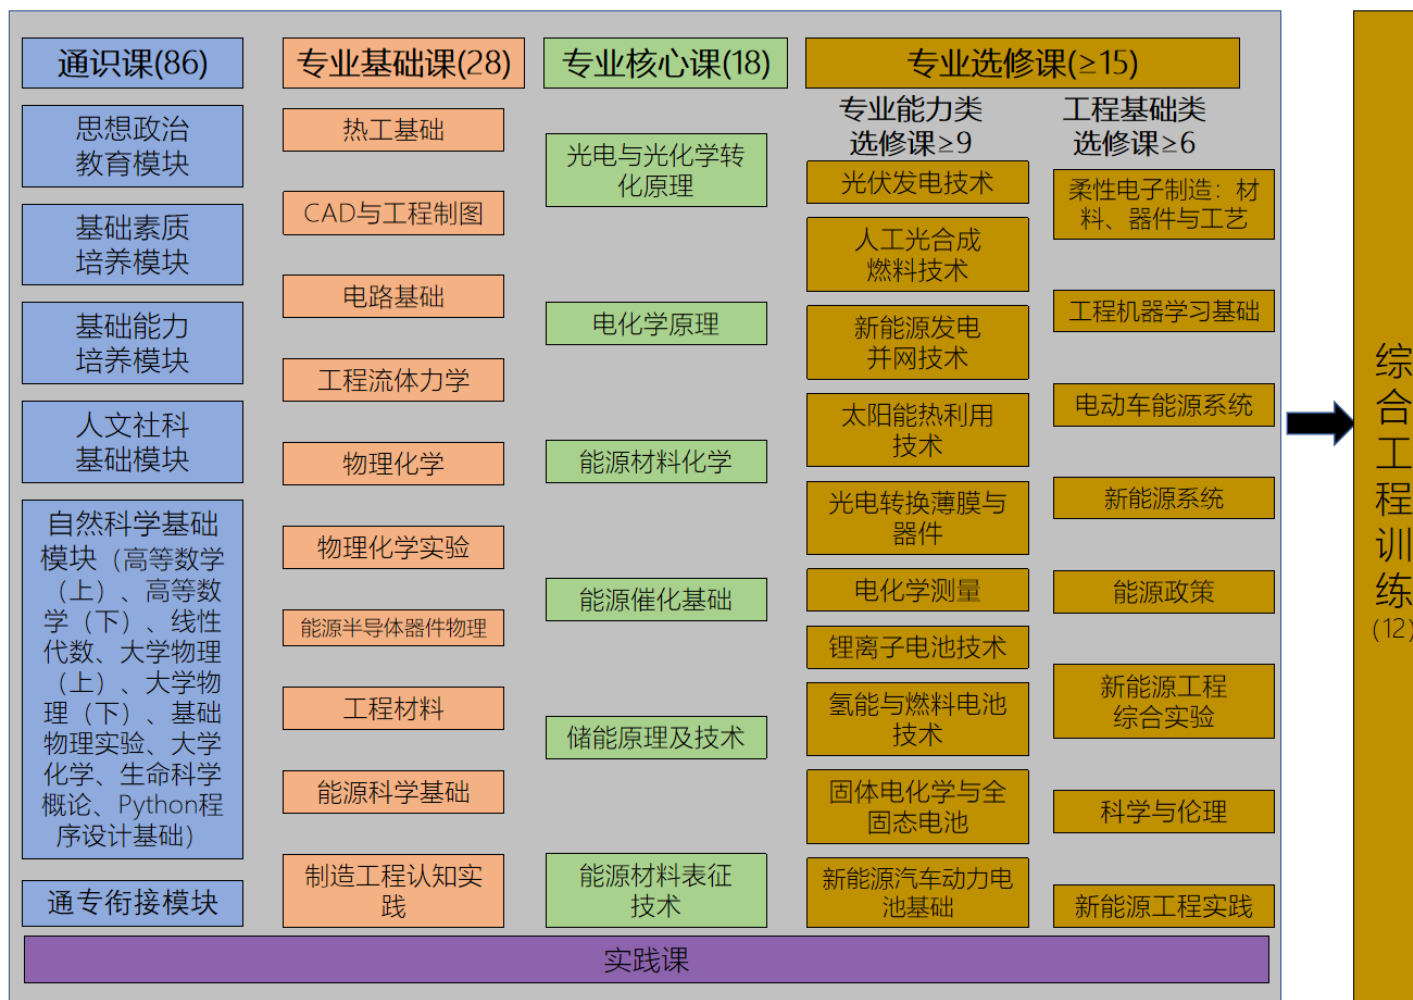 通识课(86)
思想政治
教育模块
基础素质
培养模块
基础能力
培养模块
人文社科
基础模块
自然科学基础
模块（高等数学
（上）、高等数
学（下）、线性
代数、大学物理
（上）、大学物
理（下）、基础
物理实验、大学
化学、生命科学
概论、Python程
序设计基础）
通专衔接模块
专业基础课(28)
热工基础
CAD与工程制图
电路基础
工程流体力学
物理化学
物理化学实验
能源半导体器件物理
工程材料
能源科学基础
制造工程认知实
践
专业核心课(18)
光电与光化学转
化原理
电化学原理
能源材料化学
能源催化基础
储能原理及技术
能源材料表征
技术
专业选修课(≥15)
专业能力类
选修课≥9
光伏发电技术
人工光合成
燃料技术
新能源发电
并网技术
太阳能热利用
技术
光电转换薄膜与
器件
电化学测量
锂离子电池技术
氢能与燃料电池
技术
固体电化学与全
固态电池
新能源汽车动力电
池基础
工程基础类
选修课≥6
柔性电子制造：材
料、器件与工艺
工程机器学习基础
电动车能源系统
新能源系统
能源政策
新能源工程
综合实验
科学与伦理
新能源工程实践
实践课
综
合
工
程
训
练
(12)